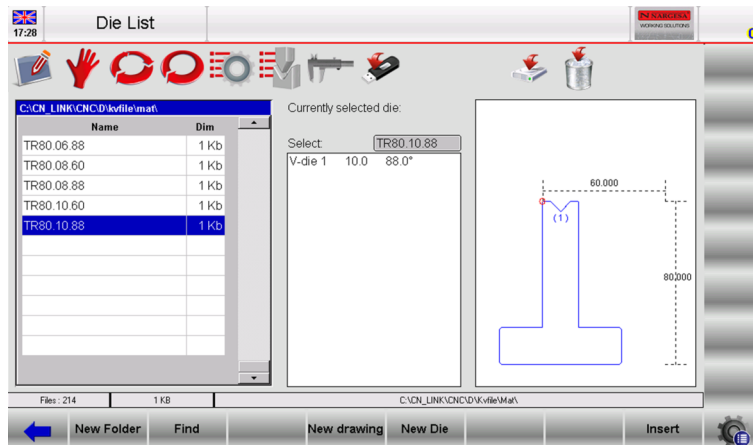 17:28
Die List
NARGESA
WORKING SOLUTIONS
C:\CN_LINK\CNC\D\kvfile\mat\
Name Dim
TR80.06.88 1 Kb
TR80.08.60 1 Kb
TR80.08.88 1 Kb
TR80.10.60 1 Kb
TR80.10.88 1 Kb
Currently selected die:
Select: TR80.10.88
V-die 1 10.0 88.0°
60.000
(1)
80.000
Files : 214 1 KB C:\CN_LINK\CNC\D\Kvfile\Mat\
New Folder Find New drawing New Die Insert